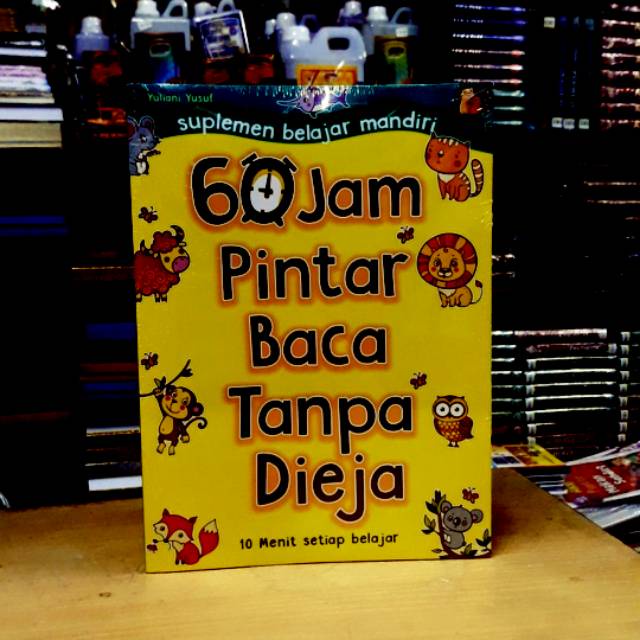 Yuliani Yusuf
suplemen belajar mandiri
60 Jam
Pintar
Baca
Tanpa
Dieja
10 Menit setiap belajar